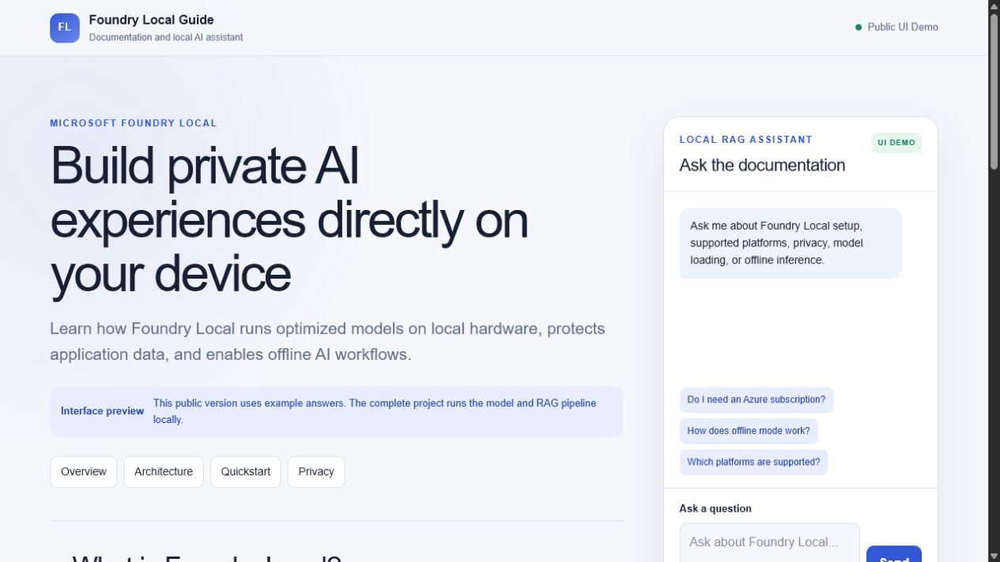 FL
Foundry Local Guide
Documentation and local AI assistant
Public UI Demo
MICROSOFT FOUNDRY LOCAL
Build private AI
experiences directly on
your device
Learn how Foundry Local runs optimized models on local hardware, protects
application data, and enables offline AI workflows.
Interface preview
This public version uses example answers. The complete project runs the model and RAG pipeline
locally.
Overview
Architecture
Quickstart
Privacy
What is Foundry Local?
LOCAL RAG ASSISTANT
UI DEMO
Ask the documentation
Ask me about Foundry Local setup,
supported platforms, privacy, model
loading, or offline inference.
Do I need an Azure subscription?
How does offline mode work?
Which platforms are supported?
Ask a question
Ask about Foundry Local...
Send